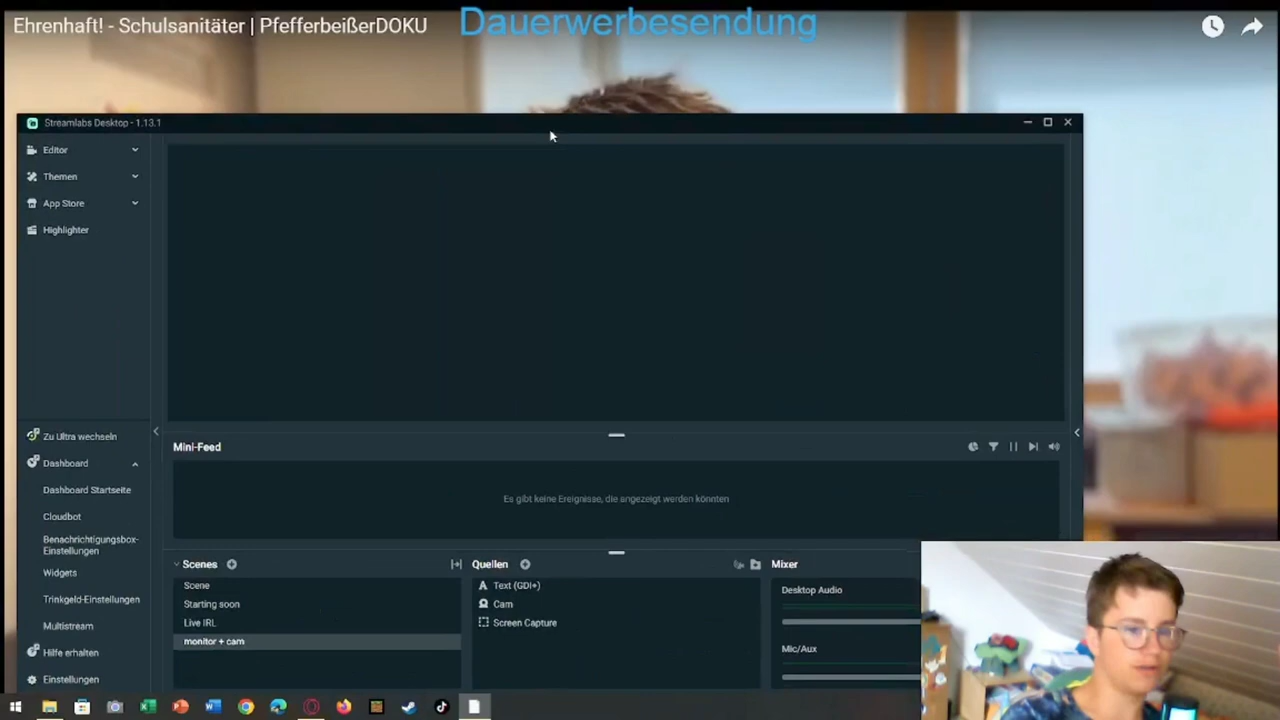 Ehrenhaft! - Schulsanitäter | PfefferbeißerDOKU
Dauerwerbesendung
Streamlabs Desktop - 1.13.1
Editor
Themen
App Store
Highlighter
Zu Ultra wechseln
Dashboard
Dashboard Startseite
Cloudbot
Benachrichtigungsbox-
Einstellungen
Widgets
Trinkgeld-Einstellungen
Multistream
Hilfe erhalten
Einstellungen
Mini-Feed
Es gibt keine Ereignisse, die angezeigt werden könnten
Scenes
Scene
Starting soon
Live IRL
monitor + cam
Quellen
Text (GDI+)
Cam
Screen Capture
Mixer
Desktop Audio
Mic/Aux